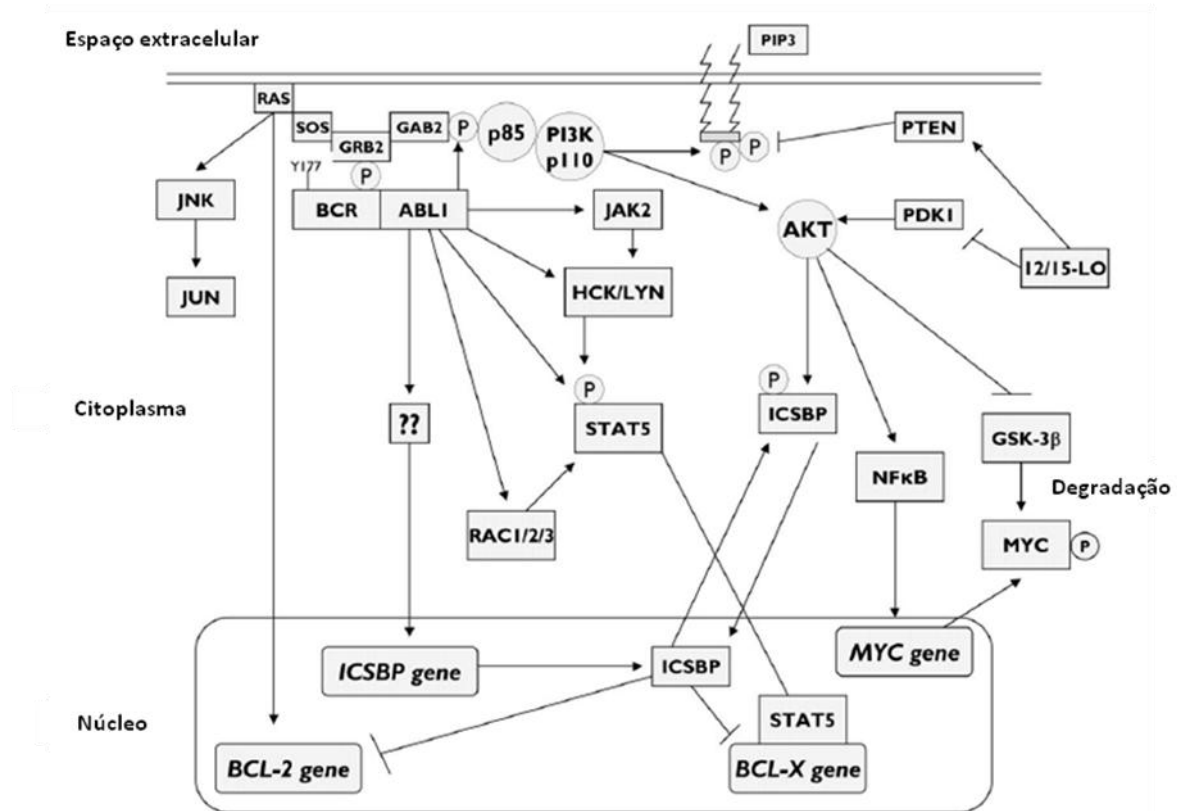 Espaço extracelular
PIP3
RAS
SOS
GAB2
P
p85
PI3K
p110
PTEN
P
P
GRB2
Y177
P
JNK
BCR
ABL1
JAK2
AKT
PDK1
12/15-LO
JUN
HCK/LYN
P
P
Citoplasma
??
STAT5
ICSBP
GSK-3β
NFκB
Degradação
RAC1/2/3
MYC
P
ICSBP gene
ICSBP
MYC gene
Núcleo
STAT5
BCL-2 gene
BCL-X gene